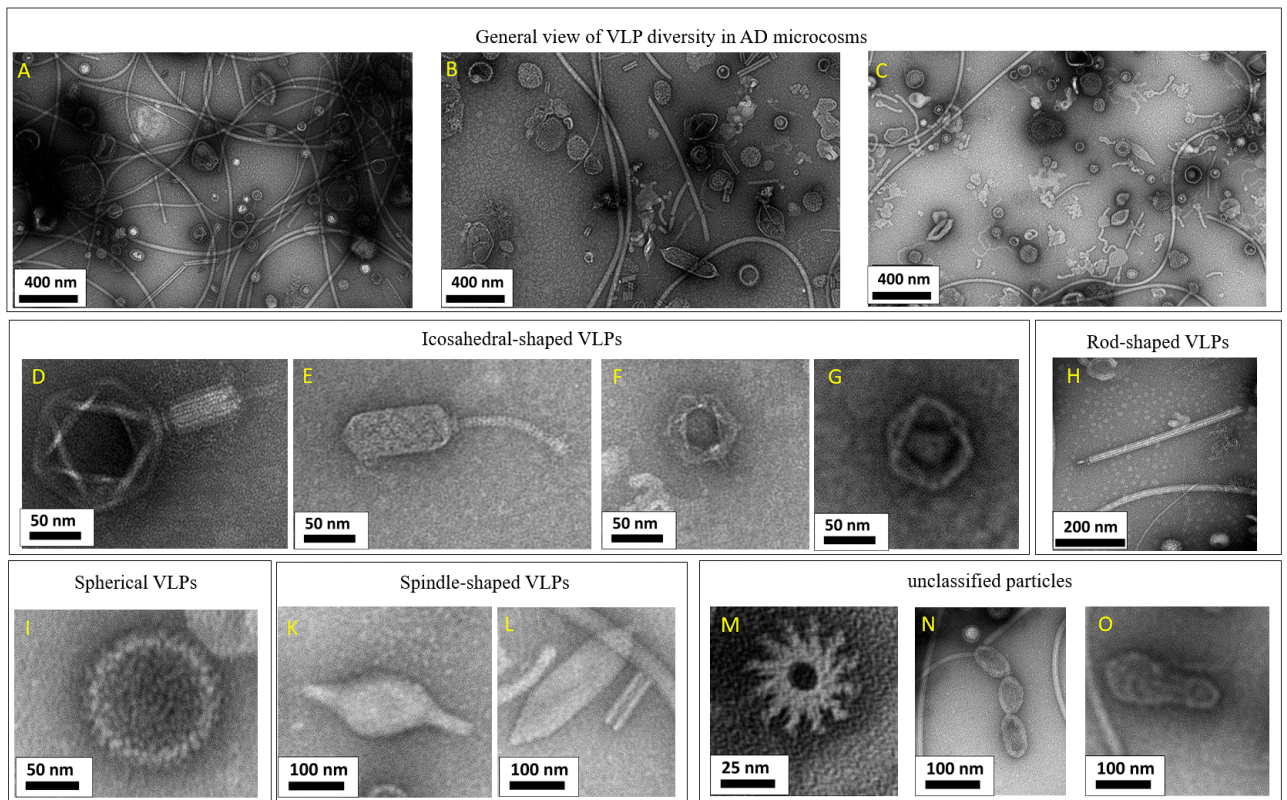 General view of VLP diversity in AD microcosms
A
B
C
400 nm
400 nm
400 nm
Icosahedral-shaped VLPs
Rod-shaped VLPs
D
E
F
G
H
50 nm
50 nm
50 nm
50 nm
200 nm
Spherical VLPs
Spindle-shaped VLPs
unclassified particles
I
K
L
M
N
O
50 nm
100 nm
100 nm
25 nm
100 nm
100 nm